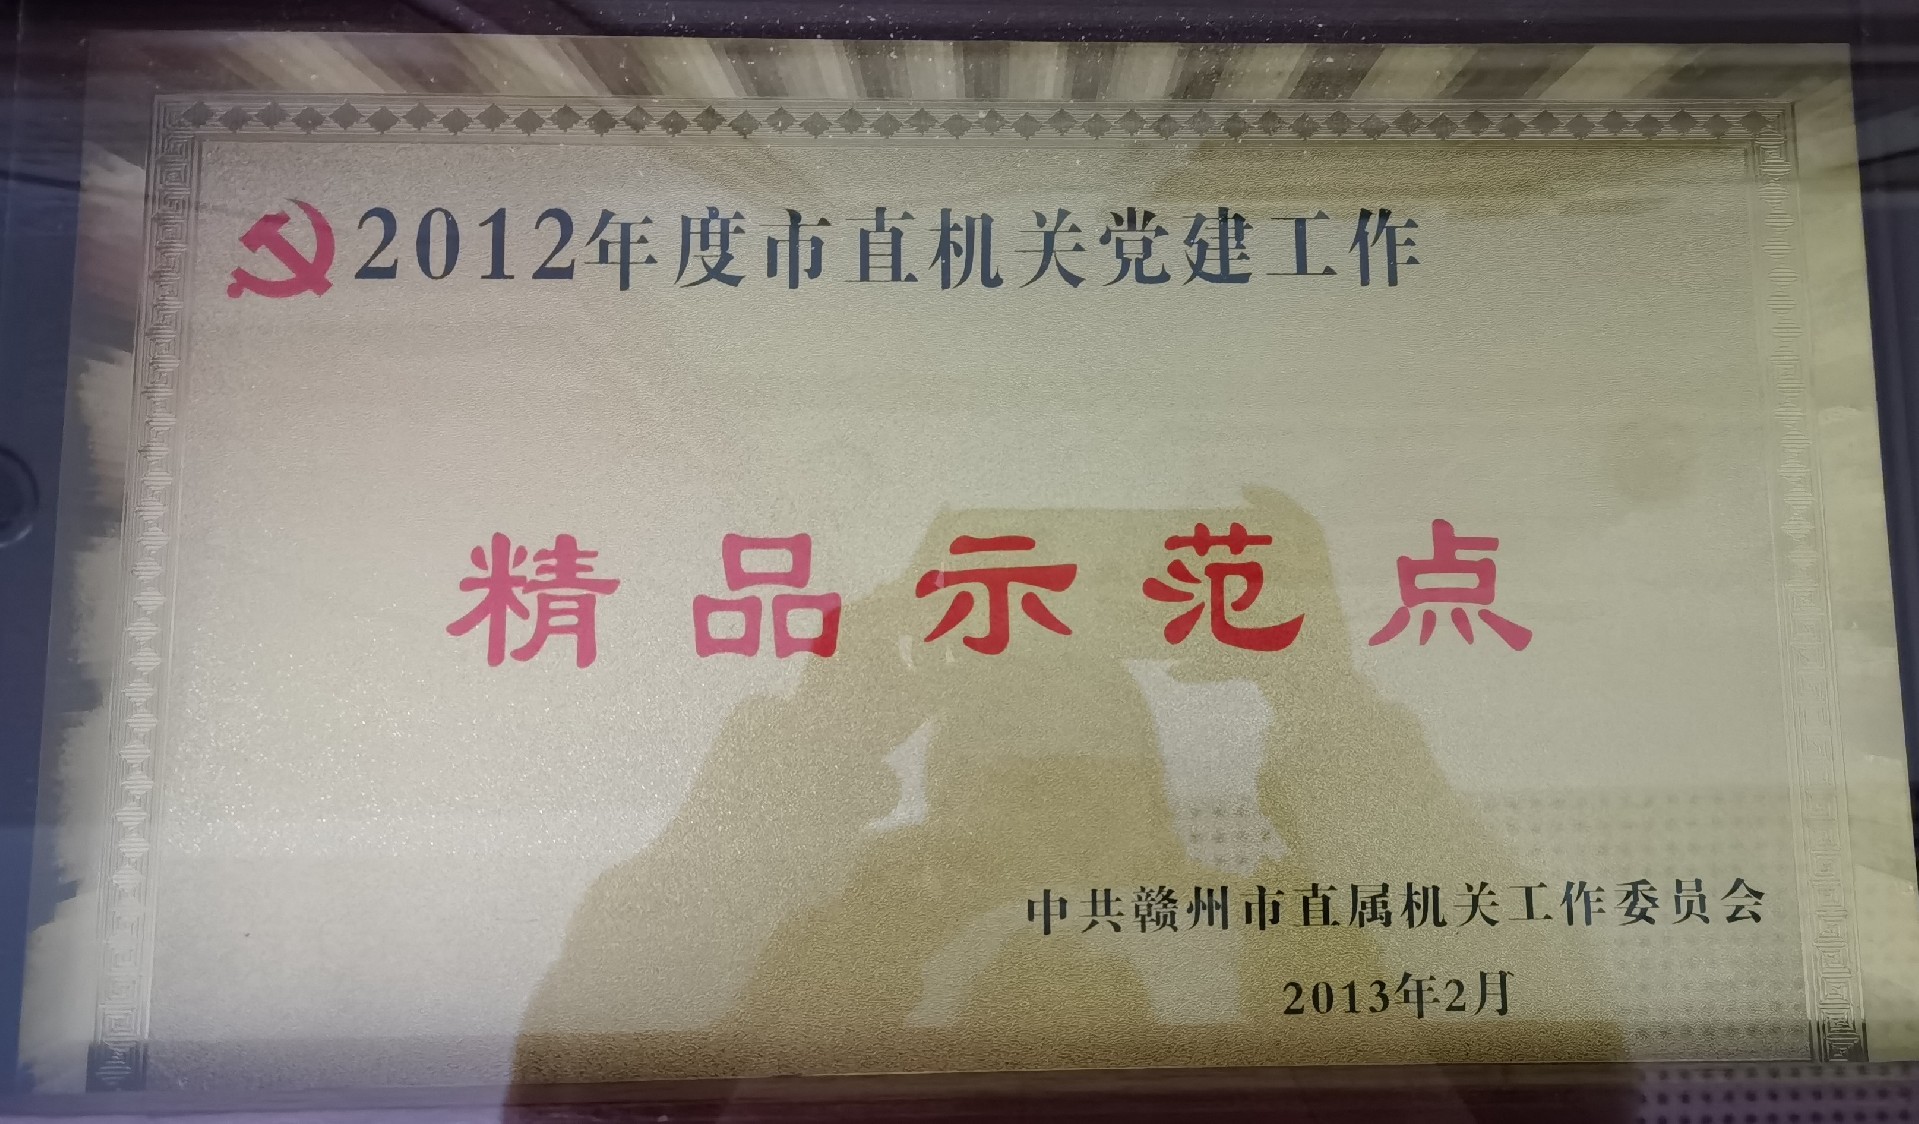 2012年度市直机关党建工作
精品示范点
中共赣州市直属机关工作委员会
2013年2月